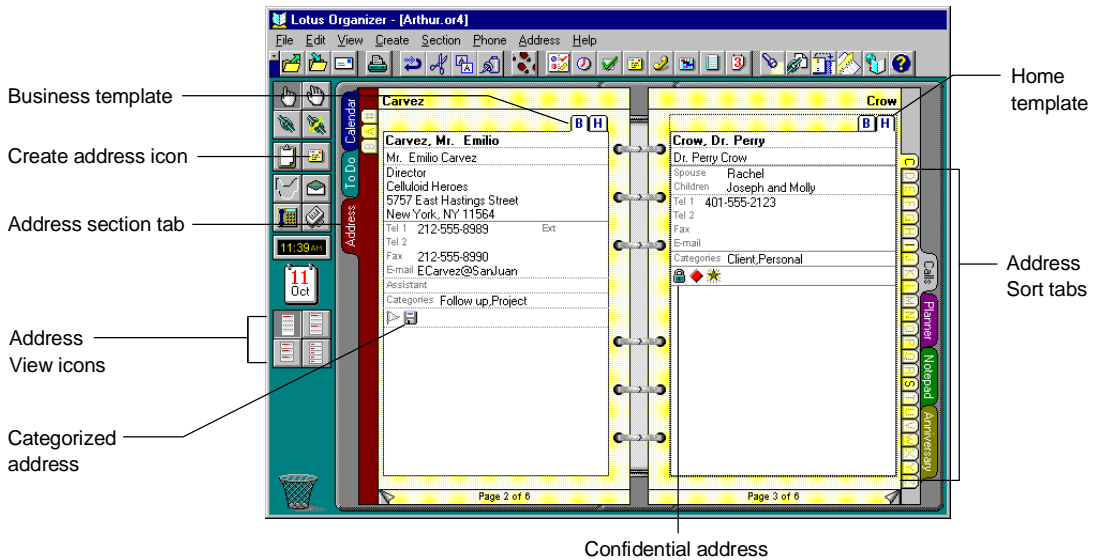 Lotus Organizer - [Arthur.or4]
File Edit View Create Section Phone Address Help
Business template
Create address icon
Address section tab
Address
View icons
Categorized
address
Home
template
Address
Sort tabs
Confidential address
11:39AM
11
Oct
Calendar
To Do
Address
#
A
B
Carvez
B H
Carvez, Mr. Emilio
Mr. Emilio Carvez
Director
Celluloid Heroes
5757 East Hastings Street
New York, NY 11564
Tel 1 212-555-8989 Ext
Tel 2
Fax 212-555-8990
E-mail ECarvez@SanJuan
Assistant
Categories Follow up,Project
Page 2 of 6
Crow
B H
Crow, Dr. Perry
Dr. Perry Crow
Spouse Rachel
Children Joseph and Molly
Tel 1 401-555-2123
Tel 2
Fax
E-mail
Categories Client,Personal
Page 3 of 6
C
D
E
F
G
H
I
J
K
L
M
N
O
P
Q
R
S
T
U
V
W
X
Y
Z
Calls
Planner
Notepad
Anniversary